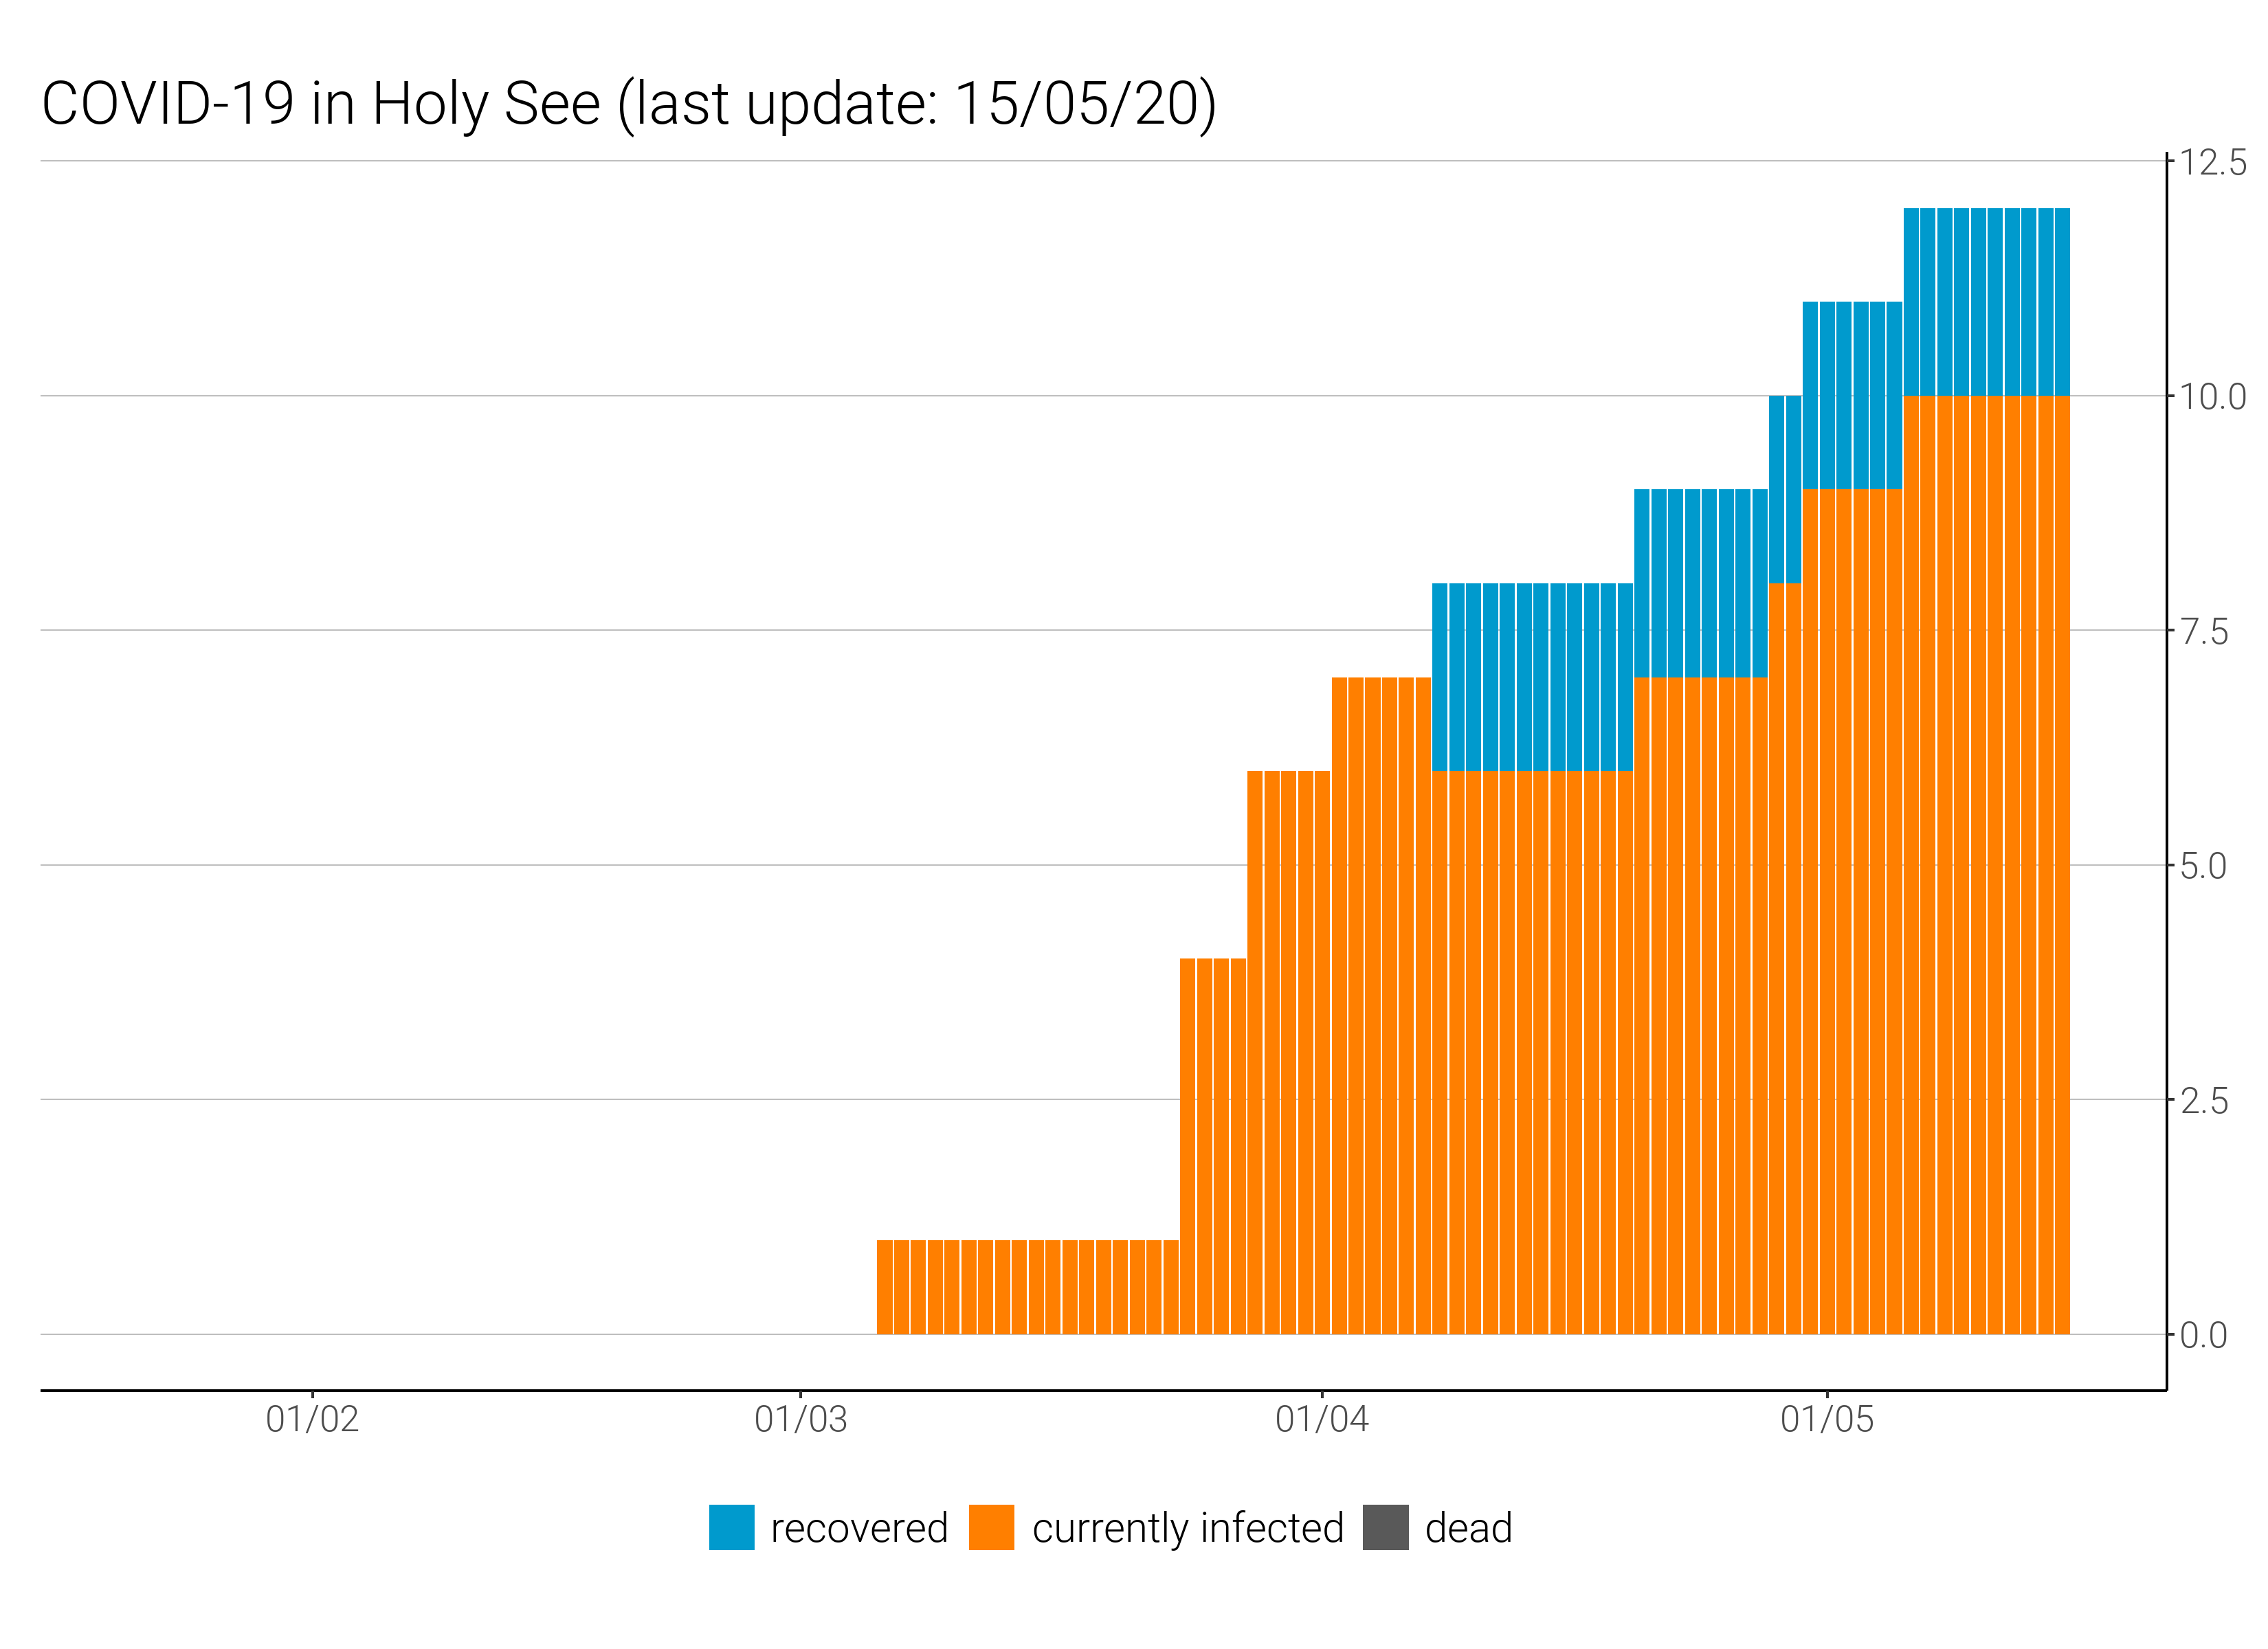 COVID-19 in Holy See (last update: 15/05/20)
12.5
10.0
7.5
5.0
2.5
0.0
01/02 01/03 01/04 01/05
recovered currently infected dead